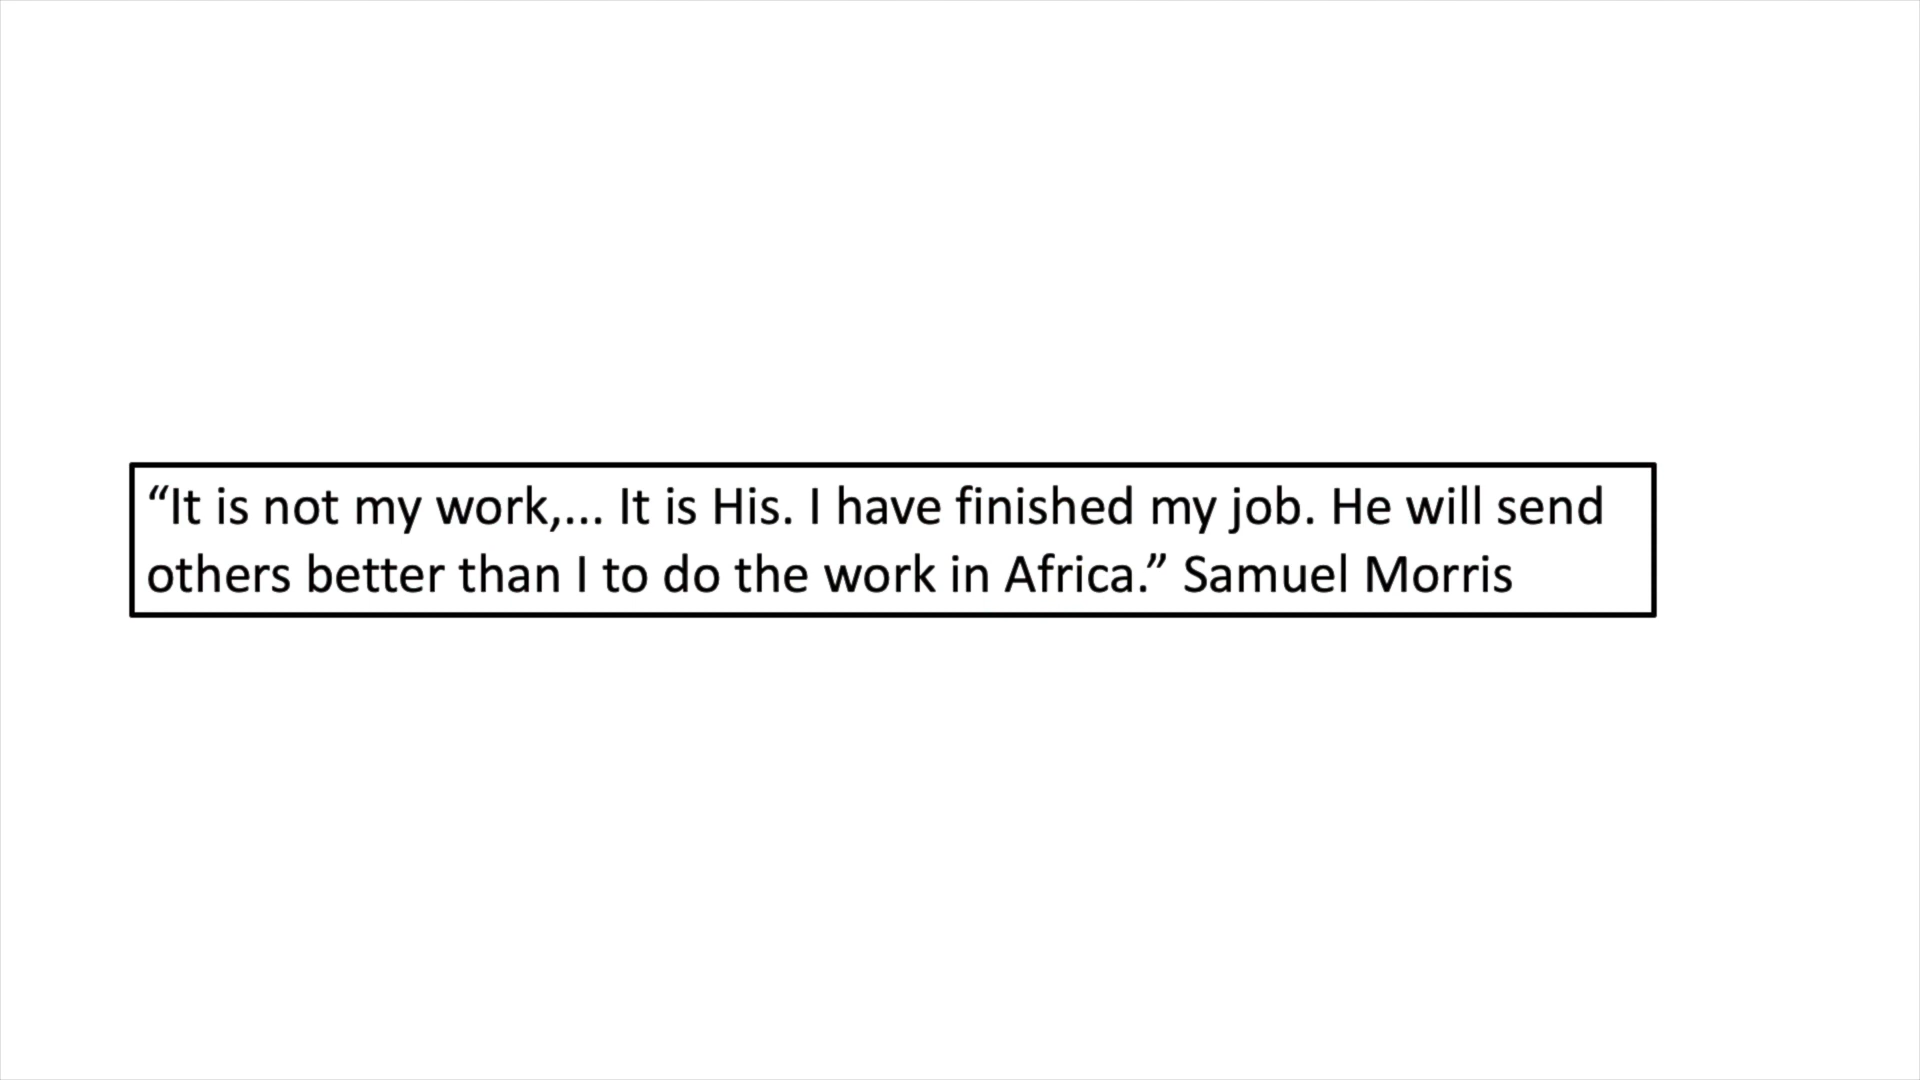 “It is not my work,... It is His. I have finished my job. He will send
others better than I to do the work in Africa.” Samuel Morris